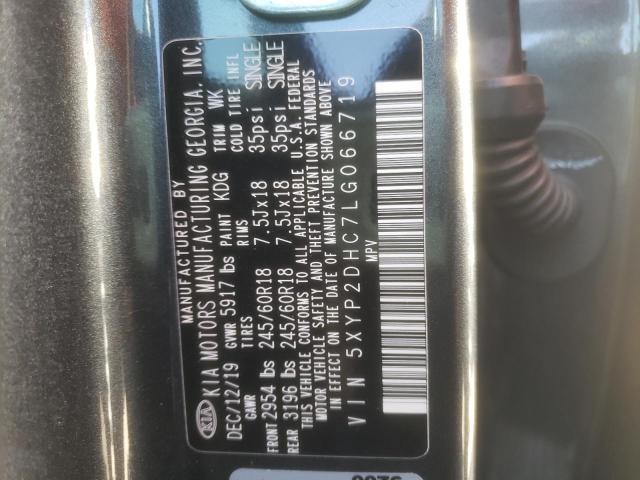 MANUFACTURED BY
KIA KIA MOTORS MANUFACTURING GEORGIA, INC.
DEC/12/19 GVWR 5917 lbs PAINT KDG TRIM WK
GAWR TIRES RIMS COLD TIRE INFL
FRONT 2954 lbs 245/60R18 7.5Jx18 35psi SINGLE
REAR 3196 lbs 245/60R18 7.5Jx18 35psi SINGLE
THIS VEHICLE CONFORMS TO ALL APPLICABLE U.S.A. FEDERAL
MOTOR VEHICLE SAFETY AND THEFT PREVENTION STANDARDS
IN EFFECT ON THE DATE OF MANUFACTURE SHOWN ABOVE
VIN 5XYP2DHC7LG066719
MPV